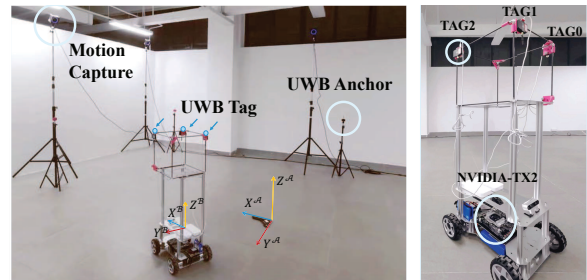 Motion
Capture
UWB Tag
UWB Anchor
Z^𝓑
X^𝓑
Y^𝓑
Z^𝓐
X^𝓐
Y^𝓐
TAG1
TAG2
TAG0
NVIDIA-TX2